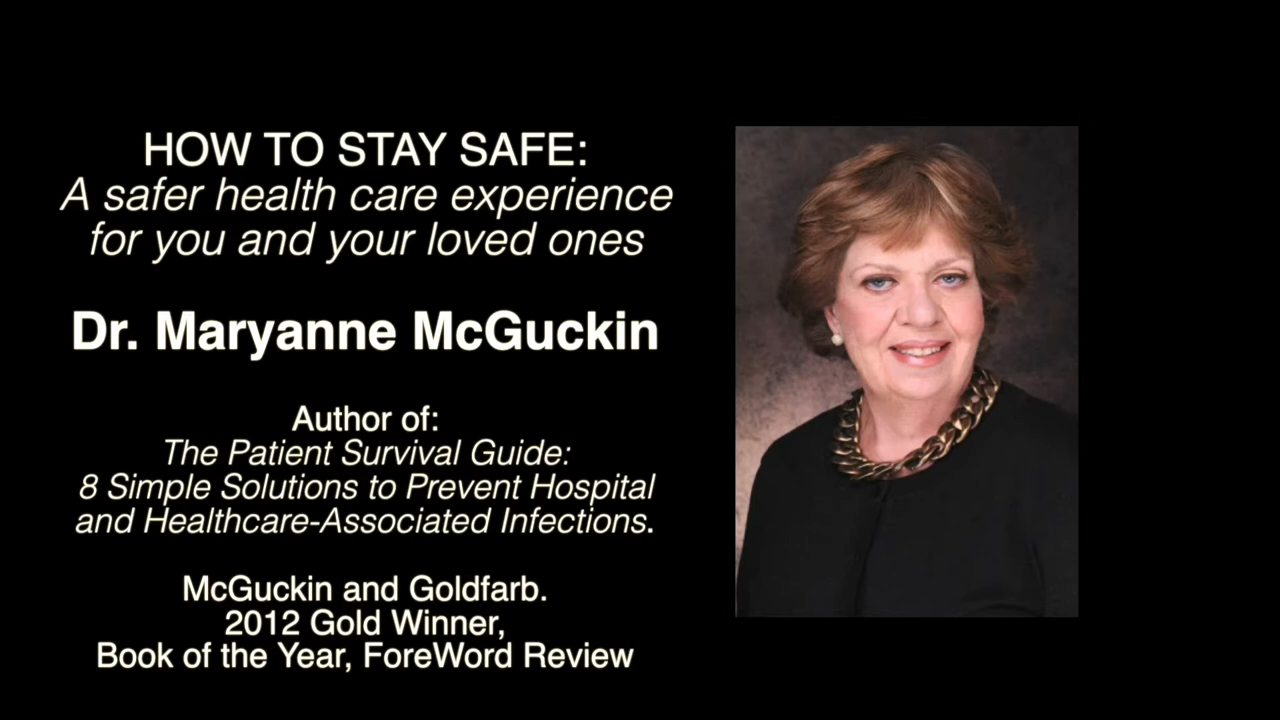 HOW TO STAY SAFE:
A safer health care experience
for you and your loved ones
Dr. Maryanne McGuckin
Author of:
The Patient Survival Guide:
8 Simple Solutions to Prevent Hospital
and Healthcare-Associated Infections.
McGuckin and Goldfarb.
2012 Gold Winner,
Book of the Year, ForeWord Review